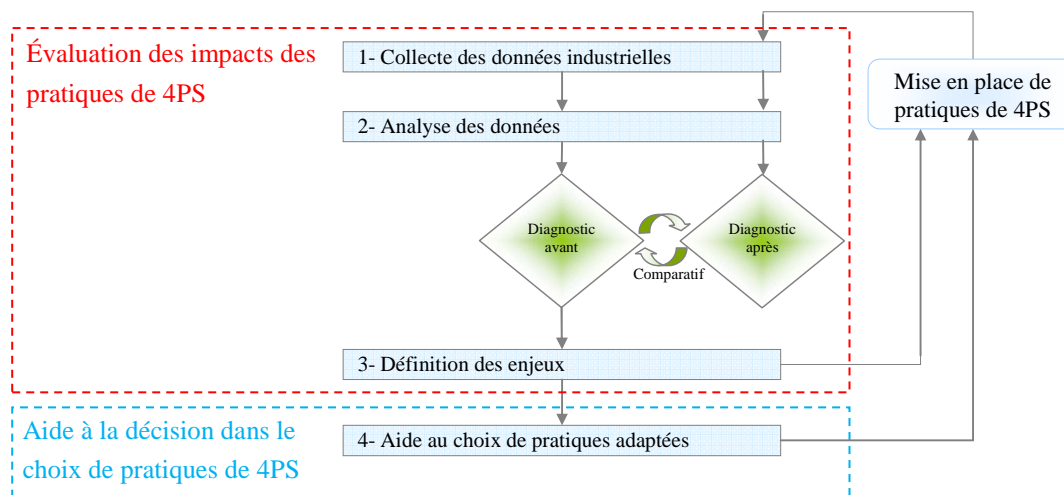 Évaluation des impacts des
pratiques de 4PS
1- Collecte des données industrielles
Mise en place de
pratiques de 4PS
2- Analyse des données
Diagnostic
avant
Comparatif
Diagnostic
après
3- Définition des enjeux
Aide à la décision dans le
choix de pratiques de 4PS
4- Aide au choix de pratiques adaptées